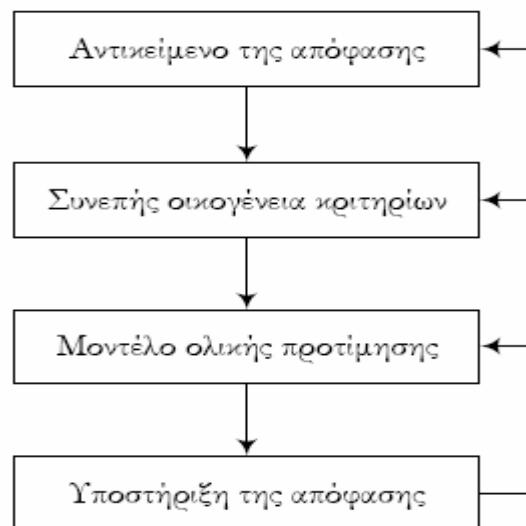 Αντικείμενο της απόφασης
Συνεπής οικογένεια κριτηρίων
Μοντέλο ολικής προτίμησης
Υποστήριξη της απόφασης